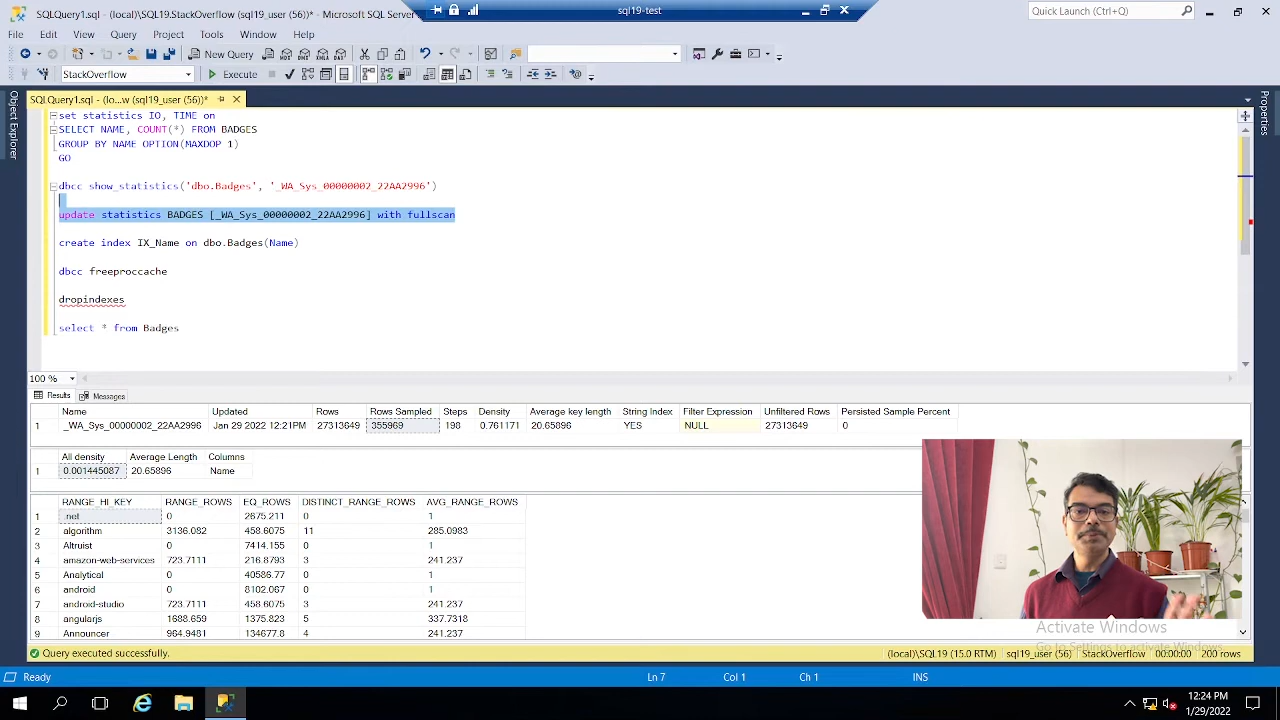 SQLQuery1.sql - (local)\SQL19.StackOverflow (sql19_user (56))* - Microsoft SQL Server
sql19-test
Quick Launch (Ctrl+Q)
File Edit View Query Project Tools Window Help
New Query
StackOverflow Execute
Object Explorer
SQLQuery1.sql - (lo...w (sql19_user (56))*
Properties
set statistics IO, TIME on
SELECT NAME, COUNT(*) FROM BADGES
GROUP BY NAME OPTION(MAXDOP 1)
GO
dbcc show_statistics('dbo.Badges', '_WA_Sys_00000002_22AA2996')
update statistics BADGES [_WA_Sys_00000002_22AA2996] with fullscan
create index IX_Name on dbo.Badges(Name)
dbcc freeproccache
dropindexes
select * from Badges
100 %
Results Messages
Name Updated Rows Rows Sampled Steps Density Average key length String Index Filter Expression Unfiltered Rows Persisted Sample Percent
1 _WA_Sys_00000002_22AA2996 Jan 29 2022 12:21PM 27313649 355969 198 0.761171 20.65896 YES NULL 27313649 0
All density Average Length Columns
1 0.001445087 20.65896 Name
RANGE_HI_KEY RANGE_ROWS EQ_ROWS DISTINCT_RANGE_ROWS AVG_RANGE_ROWS
1 .net 0 2675.211 0 1
2 algorithm 3136.082 458.6075 11 285.0983
3 Altruist 0 7414.155 0 1
4 amazon-web-services 723.7111 216.8793 3 241.237
5 Analytical 0 40586.77 0 1
6 android 0 8102.067 0 1
7 android-studio 723.7111 458.6075 3 241.237
8 angularjs 1688.659 1375.829 5 337.7318
9 Announcer 964.9481 134677.8 4 241.237
Activate Windows
Go to Settings to activate Windows.
Query executed successfully. (local)\SQL19 (15.0 RTM) sql19_user (56) StackOverflow 00:00:00 200 rows
Ready Ln 7 Col 1 Ch 1 INS
12:24 PM
1/29/2022